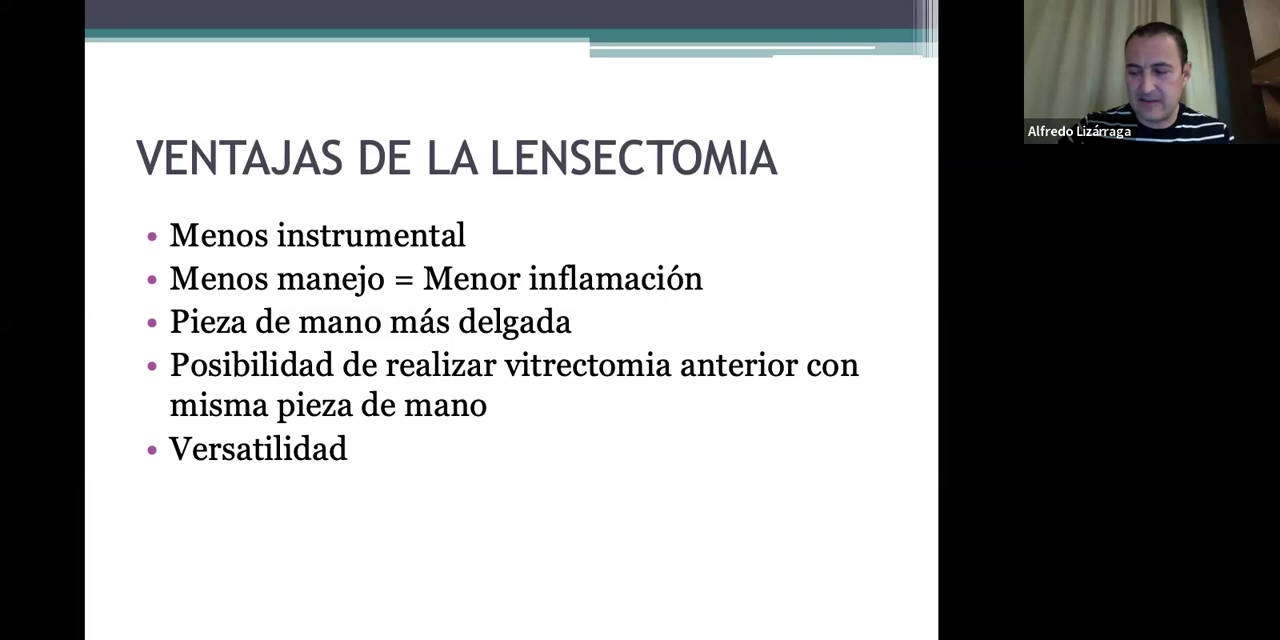 VENTAJAS DE LA LENSECTOMIA
• Menos instrumental
• Menos manejo = Menor inflamación
• Pieza de mano más delgada
• Posibilidad de realizar vitrectomia anterior con
misma pieza de mano
• Versatilidad
Alfredo Lizárraga